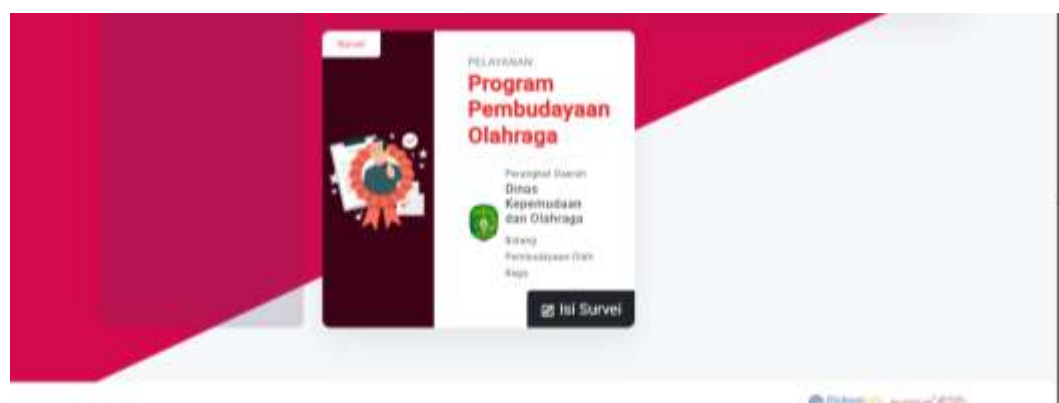 Survei
PELAYANAN
Program
Pembudayaan
Olahraga
Perangkat Daerah
Dinas
Kepemudaan
dan Olahraga
Bidang
Pembudayaan Olah
Raga
Isi Survei